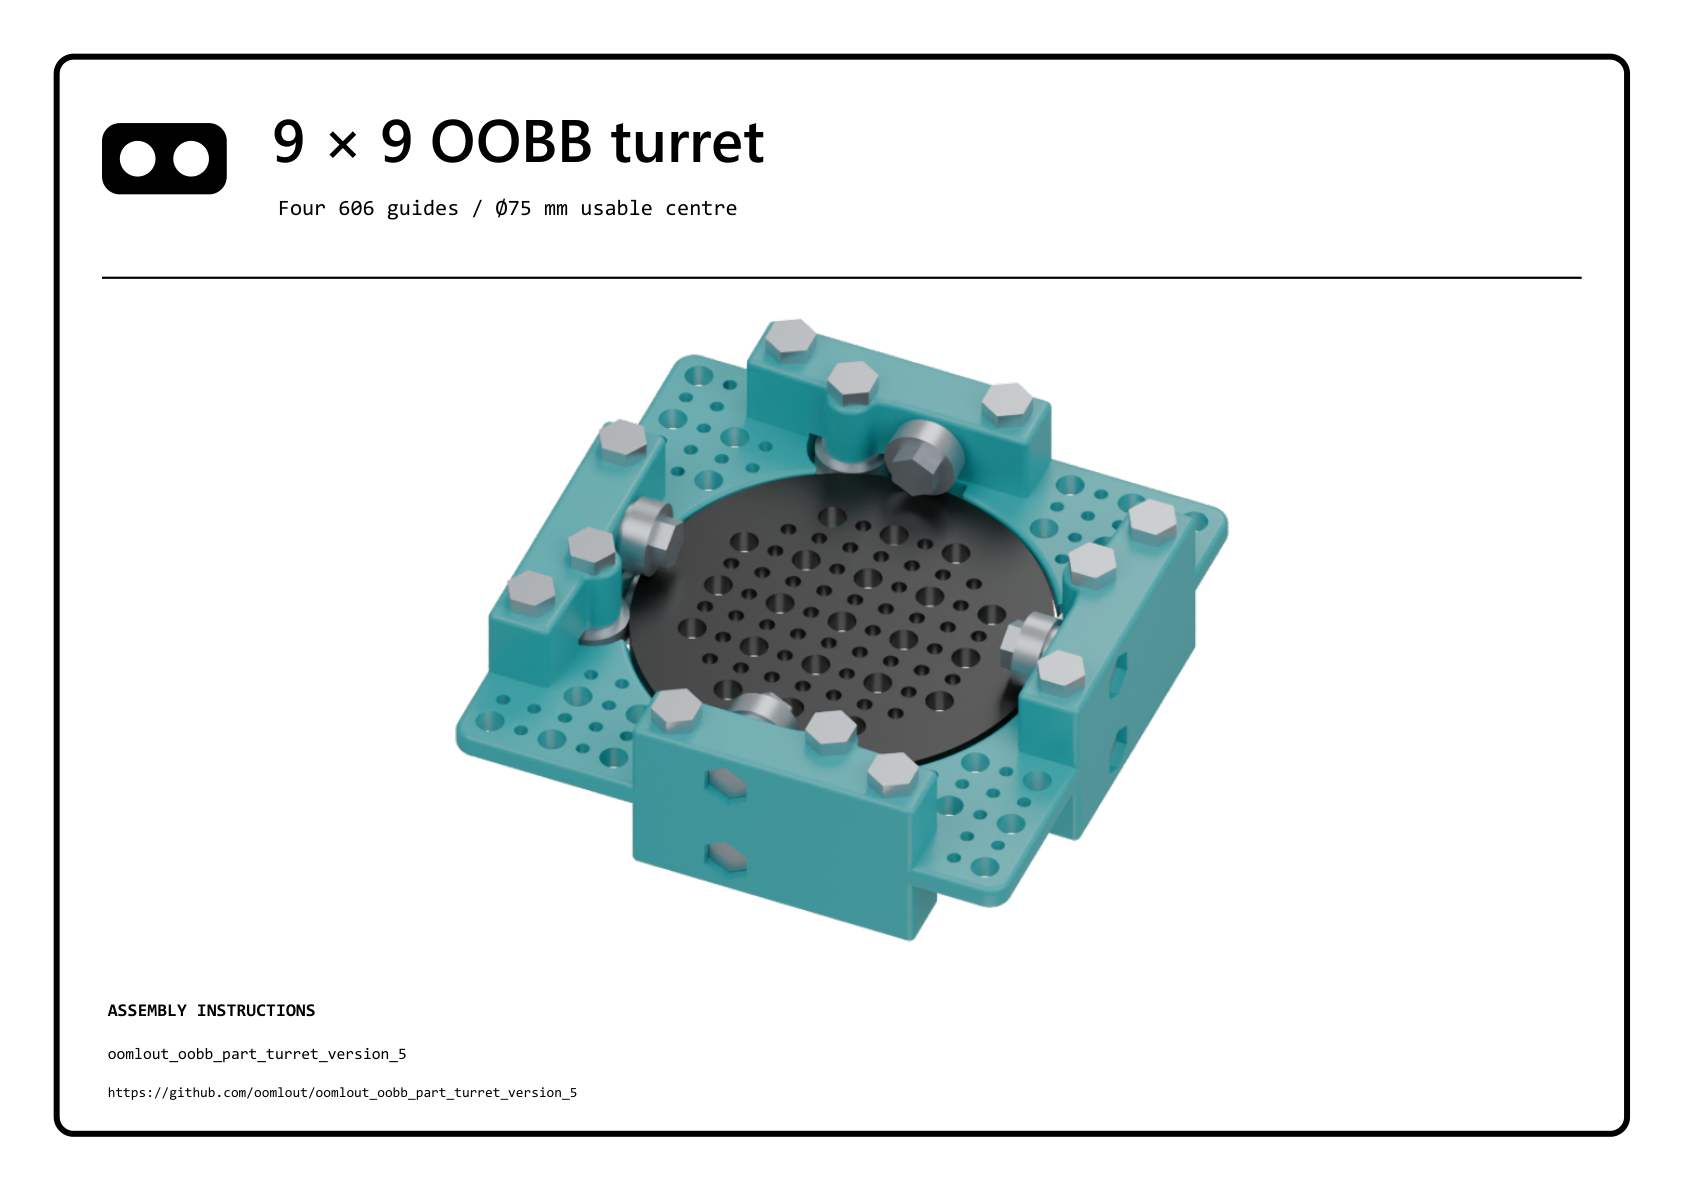 9 × 9 OOBB turret
Four 606 guides / Ø75 mm usable centre
ASSEMBLY INSTRUCTIONS
oomlout_oobb_part_turret_version_5
https://github.com/oomlout/oomlout_oobb_part_turret_version_5